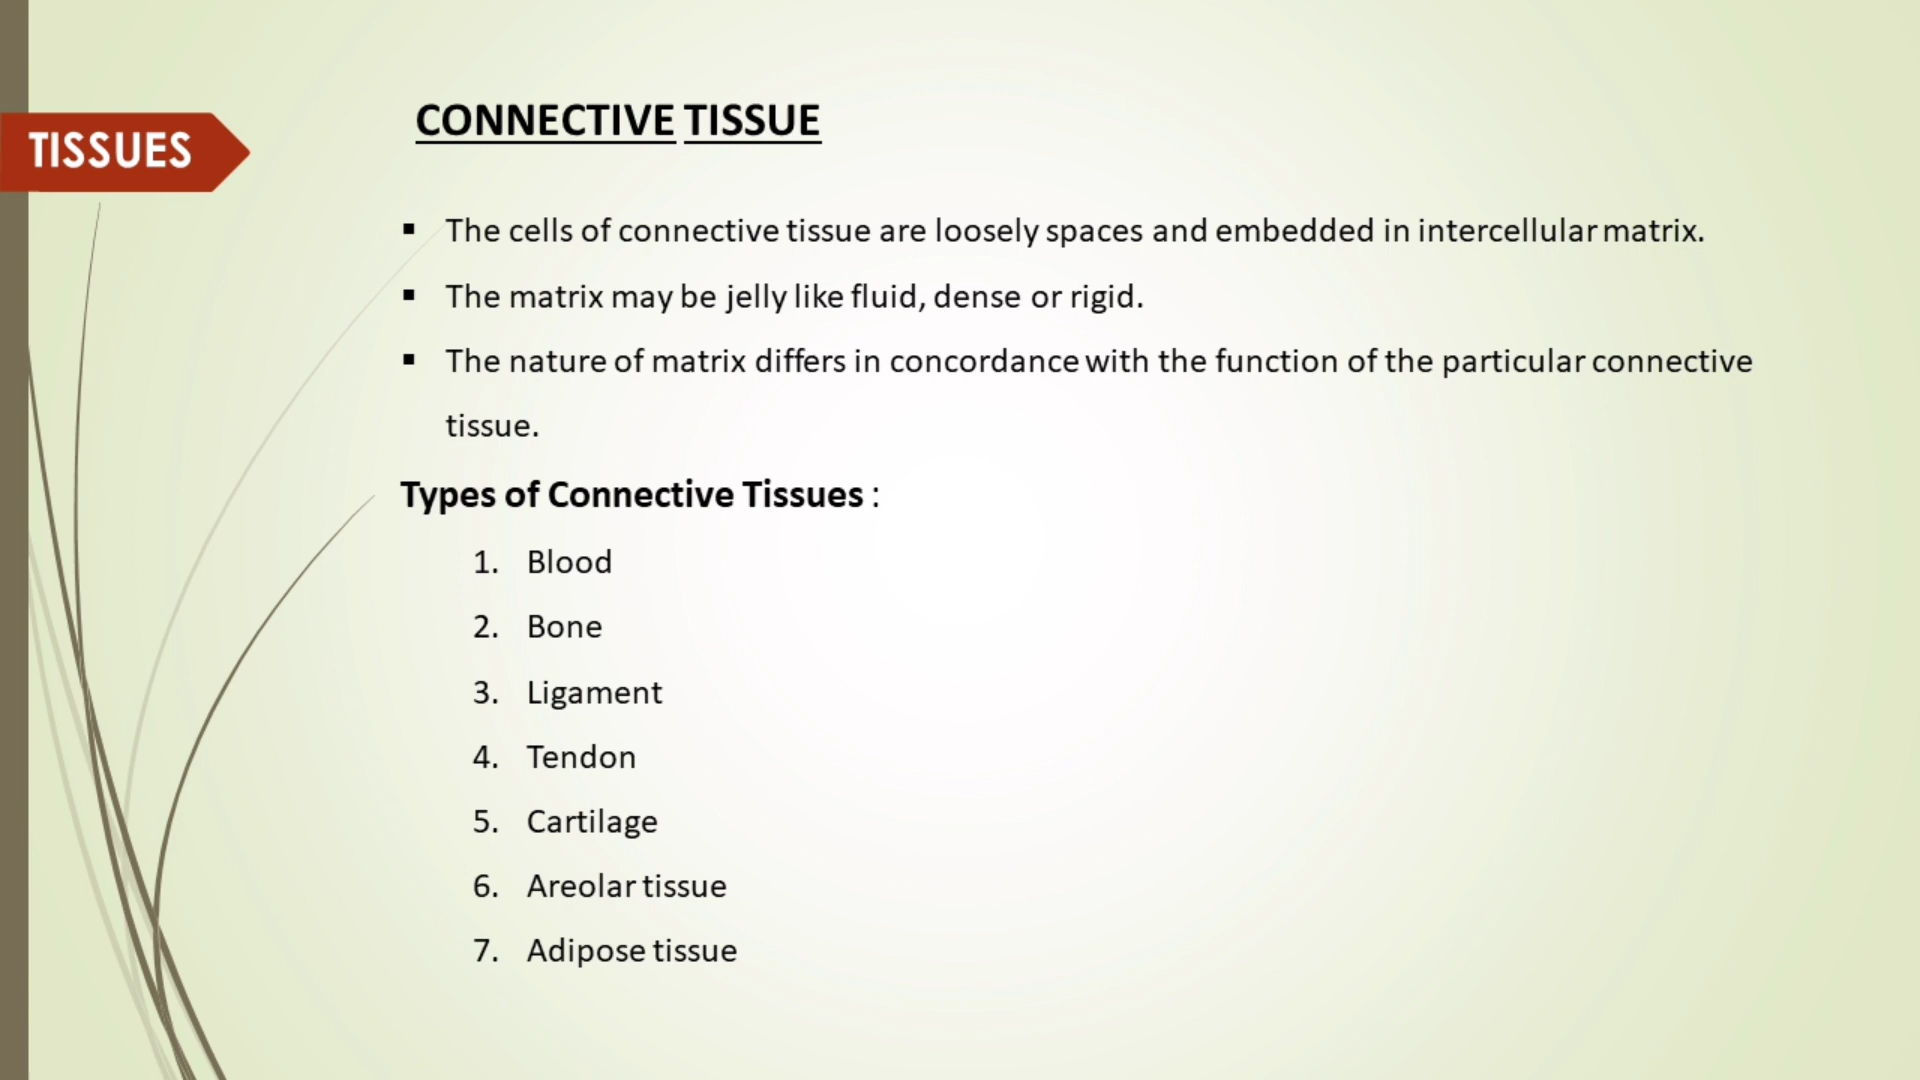 TISSUES
CONNECTIVE TISSUE
▪ The cells of connective tissue are loosely spaces and embedded in intercellular matrix.
▪ The matrix may be jelly like fluid, dense or rigid.
▪ The nature of matrix differs in concordance with the function of the particular connective
tissue.
Types of Connective Tissues :
1. Blood
2. Bone
3. Ligament
4. Tendon
5. Cartilage
6. Areolar tissue
7. Adipose tissue